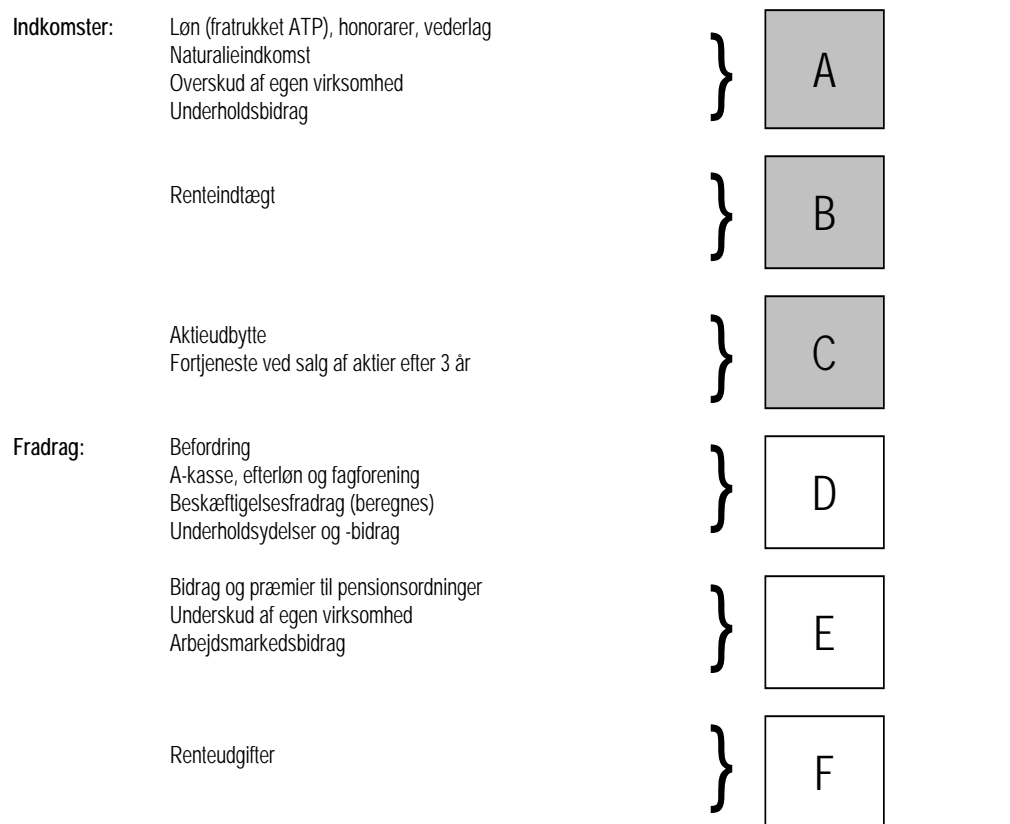 Indkomster: Løn (fratrukket ATP), honorarer, vederlag
Naturalieindkomst
Overskud af egen virksomhed
Underholdsbidrag
} A
Renteindtægt
} B
Aktieudbytte
Fortjeneste ved salg af aktier efter 3 år
} C
Fradrag: Befordring
A-kasse, efterløn og fagforening
Beskæftigelsesfradrag (beregnes)
Underholdsydelser og -bidrag
} D
Bidrag og præmier til pensionsordninger
Underskud af egen virksomhed
Arbejdsmarkedsbidrag
} E
Renteudgifter
} F